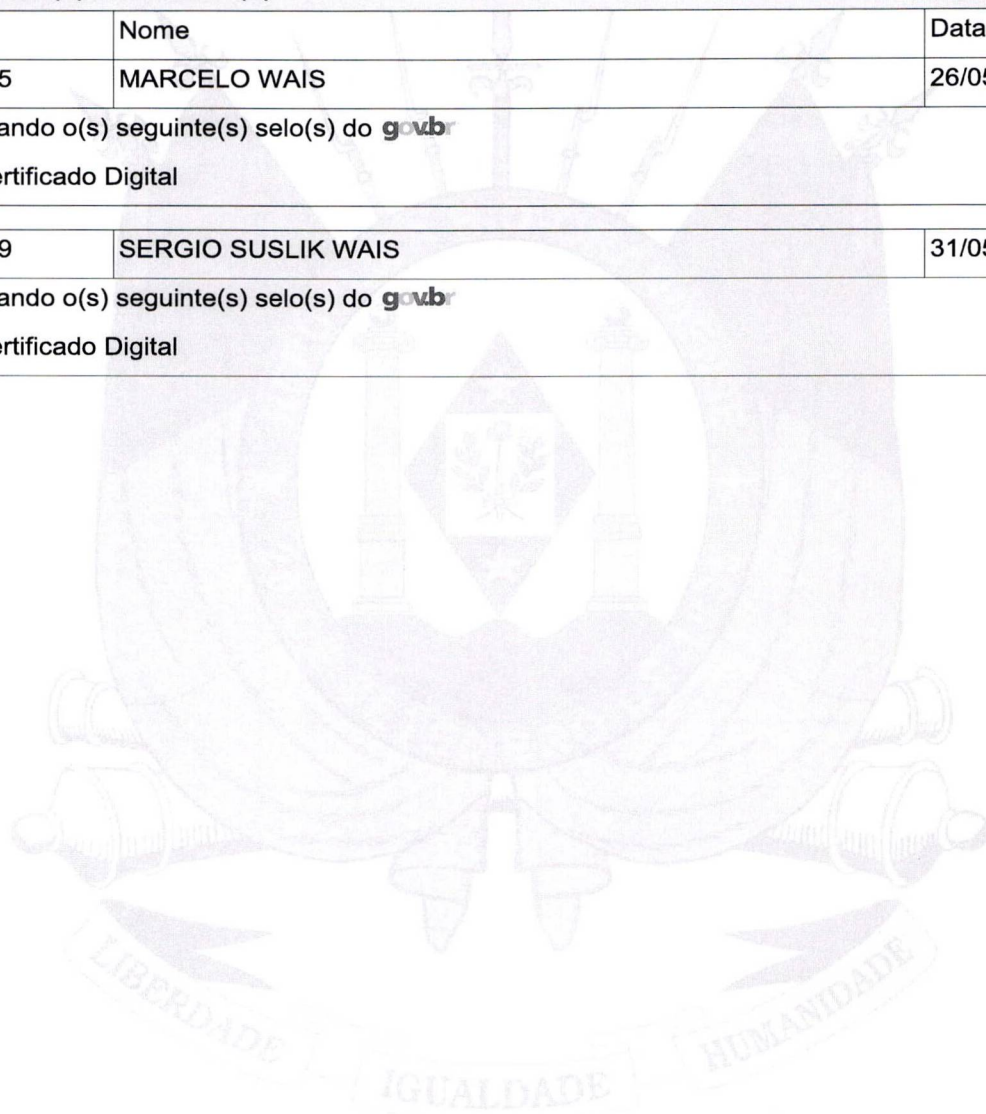 Nome Data
5 MARCELO WAIS 26/05
ando o(s) seguinte(s) selo(s) do gov.br
ertificado Digital
9 SERGIO SUSLIK WAIS 31/05
ando o(s) seguinte(s) selo(s) do gov.br
ertificado Digital
LIBERDADE IGUALDADE HUMANIDADE